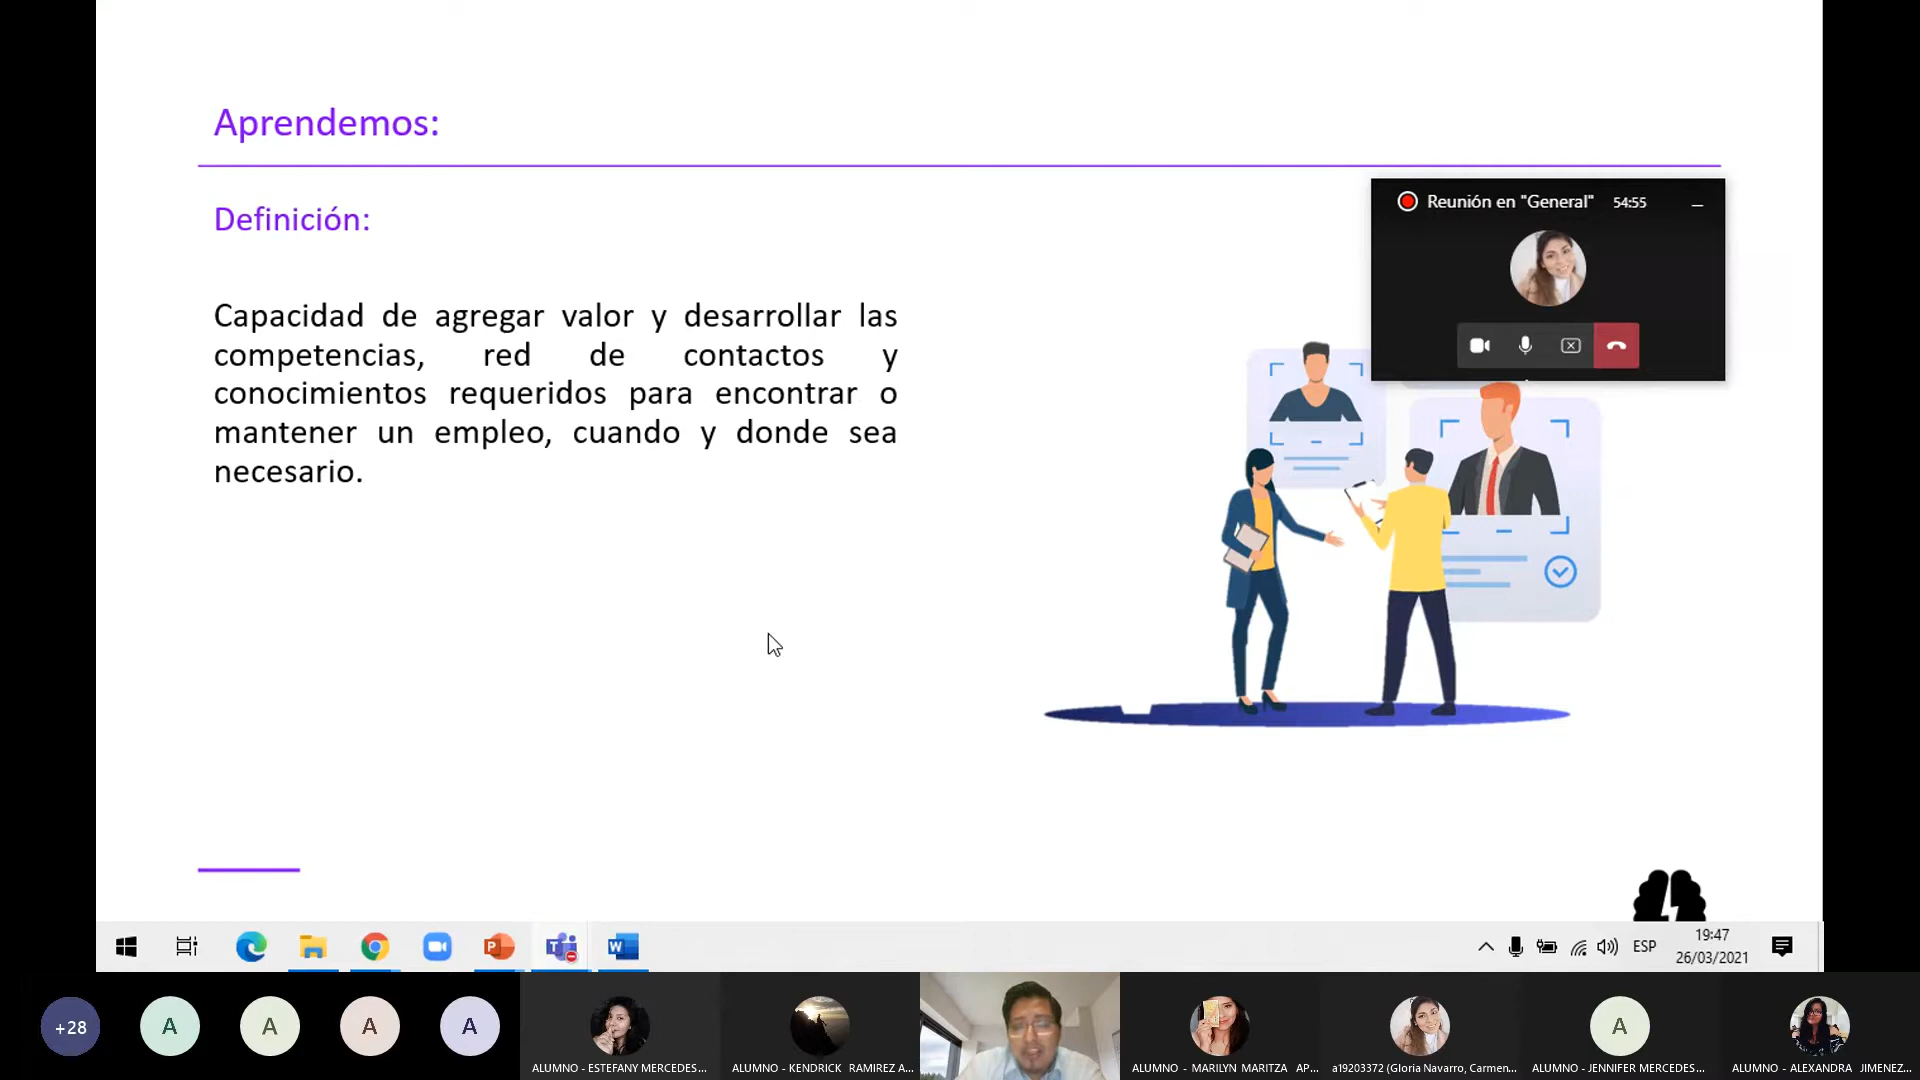 Aprendemos:
Definición:
Reunión en "General" 54:55
Capacidad de agregar valor y desarrollar las
competencias, red de contactos y
conocimientos requeridos para encontrar o
mantener un empleo, cuando y donde sea
necesario.
ESP
19:47
26/03/2021
+28
A
A
A
A
A
ALUMNO - ESTEFANY MERCEDES...
ALUMNO - KENDRICK RAMIREZ A...
ALUMNO - MARILYN MARITZA AP...
a19203372 (Gloria Navarro, Carmen...
ALUMNO - JENNIFER MERCEDES...
ALUMNO - ALEXANDRA JIMENEZ...